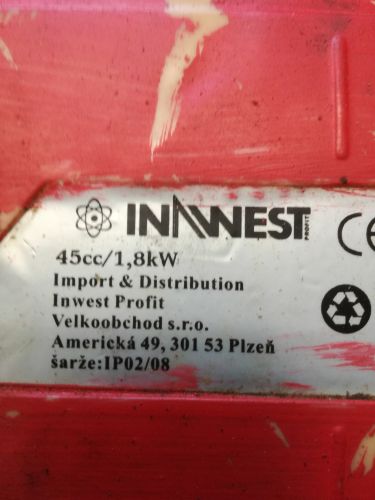 INWEST PROFIT
CE
45cc/1,8kW
Import & Distribution
Inwest Profit
Velkoobchod s.r.o.
Americká 49, 301 53 Plzeň
šarže:IP02/08